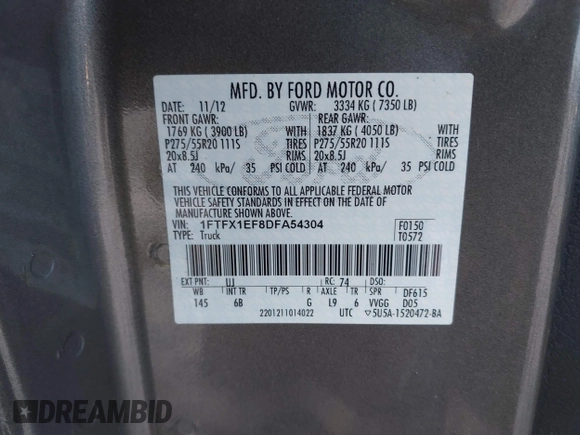 MFD. BY FORD MOTOR CO.
DATE: 11/12 GVWR: 3334 KG ( 7350 LB)
FRONT GAWR: REAR GAWR:
1769 KG ( 3900 LB) WITH 1837 KG ( 4050 LB) WITH
P275/55R20 111S TIRES P275/55R20 111S TIRES
20x8.5J RIMS 20x8.5J RIMS
AT 240 kPa/ 35 PSI COLD AT 240 kPa/ 35 PSI COLD
THIS VEHICLE CONFORMS TO ALL APPLICABLE FEDERAL MOTOR
VEHICLE SAFETY STANDARDS IN EFFECT ON THE DATE OF
MANUFACTURE SHOWN ABOVE.
VIN: 1FTFX1EF8DFA54304 F0150
TYPE: Truck T0572
EXT PNT: UJ RC: 74 DSO:
WB INT TR TP/PS R AXLE TR SPR DF615
145 6B G L9 6 VVGG D05
2201211014022 UTC ▽5U5A-1520472-BA
DREAMBID